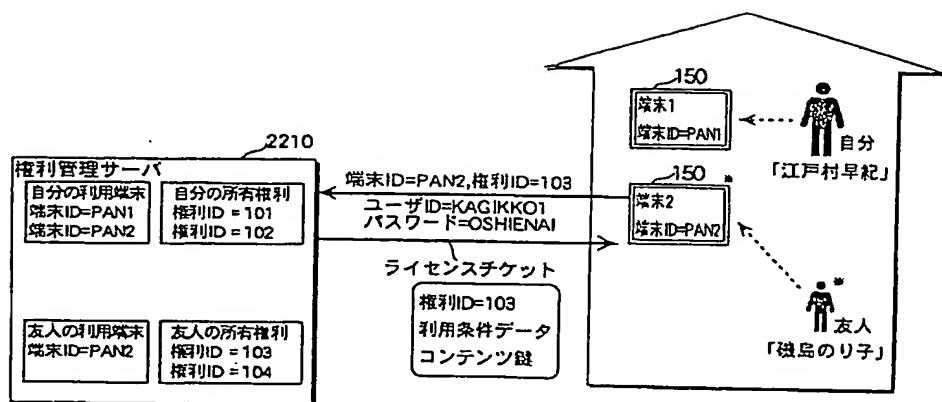 150
端末1
端末ID=PAN1
自分
「江戸村早紀」
2210
権利管理サーバ
自分の利用端末
端末ID=PAN1
端末ID=PAN2
自分の所有権利
権利ID=101
権利ID=102
端末ID=PAN2,権利ID=103
ユーザID=KAGIKKO1
パスワード=OSHIENAI
150
端末2
端末ID=PAN2
ライセンスチケット
権利ID=103
利用条件データ
コンテンツ鍵
友人の利用端末
端末ID=PAN2
友人の所有権利
権利ID=103
権利ID=104
友人
「磯島のり子」